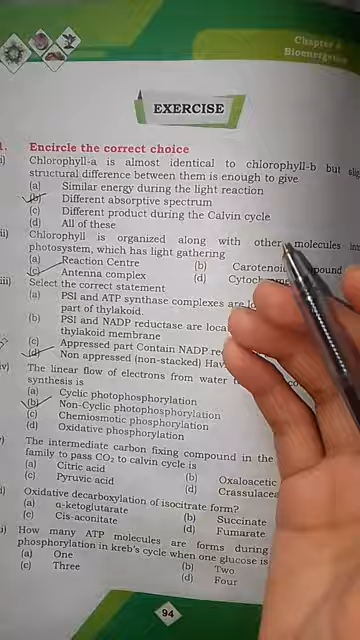 Chapter
Bioenergetic
EXERCISE
Encircle the correct choice
i) Chlorophyll-a is almost identical to chlorophyll-b but
structural difference between them is enough to give
(a) Similar energy during the light reaction
(b) Different absorptive spectrum
(c) Different product during the Calvin cycle
(d) All of these
ii) Chlorophyll is organized along with other molecules
photosystem, which has light gathering
(a) Reaction Centre (b) Carotenoi
(c) Antenna complex (d) Cytoch
iii) Select the correct statement
(a) PSI and ATP synthase complexes are
part of thylakoid.
(b) PSI and NADP reductase are loca
thylakoid membrane
(c) Appressed part Contain NADP re
(d) Non appressed (non-stacked) Hav
iv) The linear flow of electrons from water
synthesis is
(a) Cyclic photophosphorylation
(b) Non-Cyclic photophosphorylation
(c) Chemiosmotic phosphorylation
(d) Oxidative phosphorylation
The intermediate carbon fixing compound in the
family to pass CO₂ to calvin cycle is
(a) Citric acid (b) Oxaloacetic
(c) Pyruvic acid (d) Crassulacea
Oxidative decarboxylation of isocitrate form?
(a) α-ketoglutarate (b) Succinate
(c) Cis-aconitate (d) Fumarate
How many ATP molecules are forms during
phosphorylation in kreb's cycle when one glucose is
(a) One (b) Two
(c) Three (d) Four
94